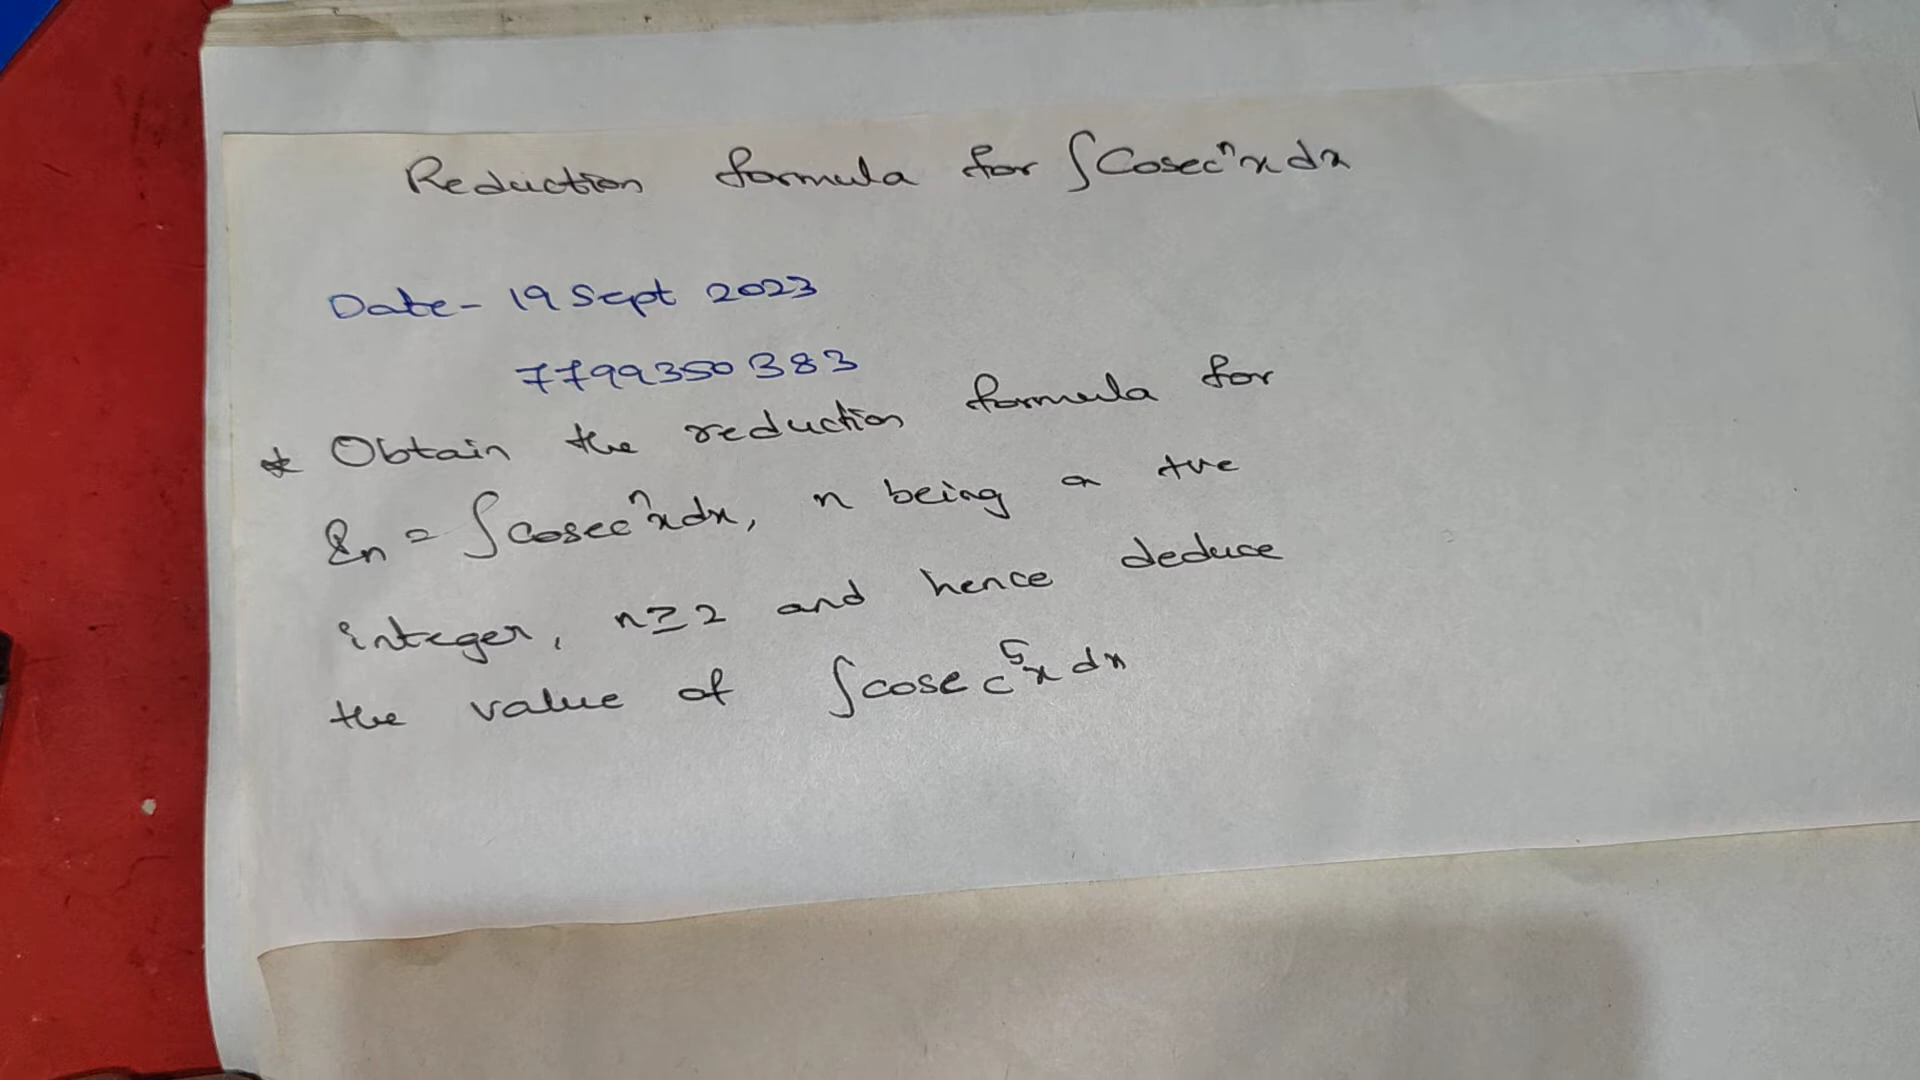 Reduction formula for ∫Cosecⁿx dx
Date - 19 Sept 2023
7799350383
* Obtain the reduction formula for
In = ∫cosecⁿx dx, n being a +ve
integer, n≥2 and hence deduce
the value of ∫cosec⁵x dx